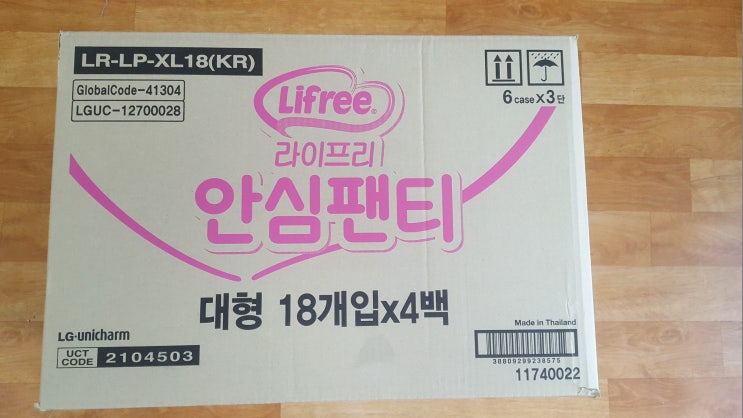 LR-LP-XL18(KR)
GlobalCode-41304
LGUC-12700028
6 case x 3 단
Lifree®
라이프리
안심팬티
대형 18개입x4백
LG-unicharm
UCT CODE 2104503
Made in Thailand
38809299238575
11740022